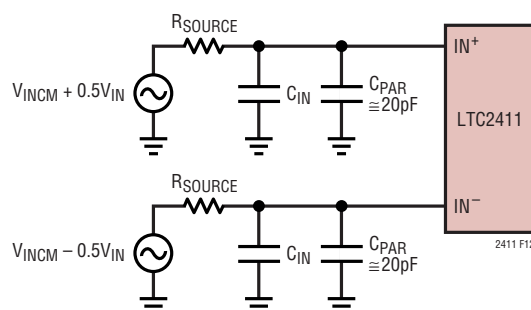 RSOURCE
IN+
VINCM + 0.5VIN
CIN
CPAR
≅20pF
LTC2411
RSOURCE
IN−
2411 F12
VINCM − 0.5VIN
CIN
CPAR
≅20pF